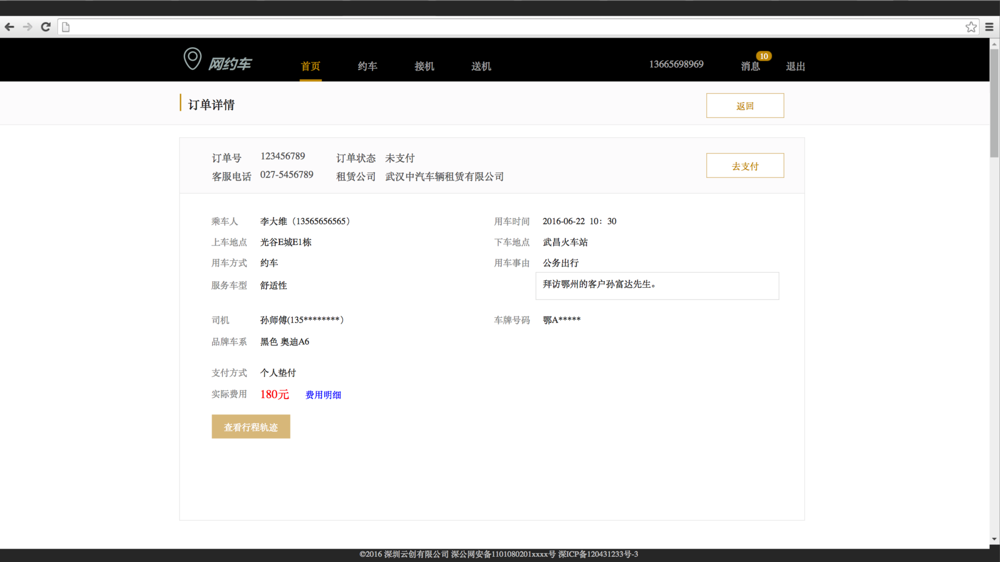 网约车 首页 约车 接机 送机 13665698969 消息 10 退出
订单详情 返回
订单号 123456789 订单状态 未支付
去支付
客服电话 027-5456789 租赁公司 武汉中汽车辆租赁有限公司
乘车人 李大维（13565656565） 用车时间 2016-06-22 10：30
上车地点 光谷E城E1栋 下车地点 武昌火车站
用车方式 约车 用车事由 公务出行
服务车型 舒适性 拜访鄂州的客户孙富达先生。
司机 孙师傅(135********） 车牌号码 鄂A*****
品牌车系 黑色 奥迪A6
支付方式 个人垫付
实际费用 180元 费用明细
查看行程轨迹
©2016 深圳云创有限公司 深公网安备1101080201xxxx号 深ICP备120431233号-3